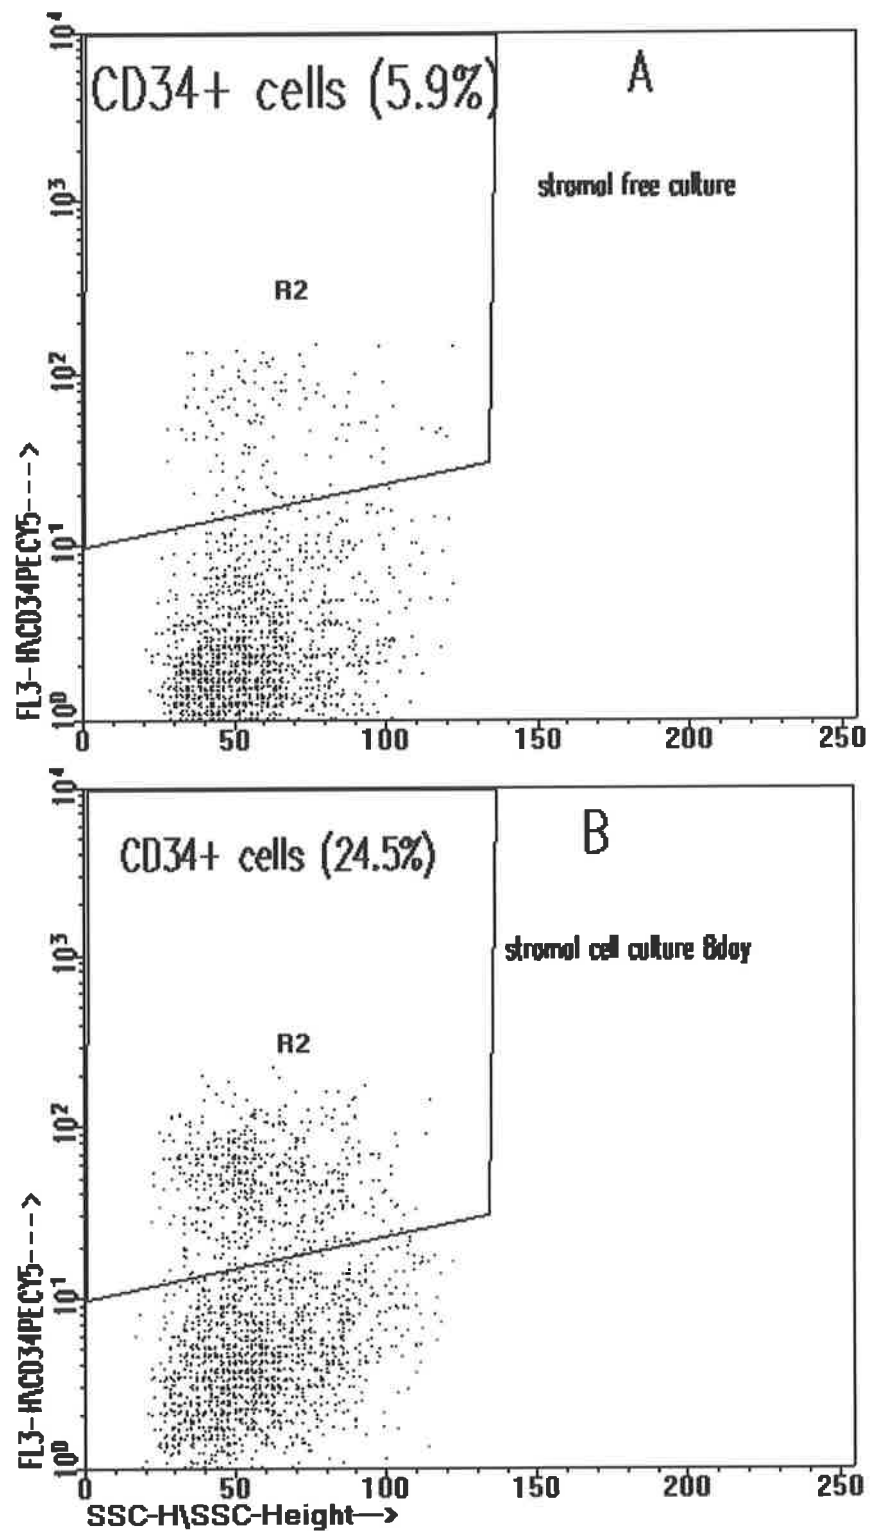 CD34+ cells (5.9%)
A
stromal free culture
R2
10⁴
10³
10²
10¹
10⁰
FL3-H\CD34PECY5--->
0 50 100 150 200 250
CD34+ cells (24.5%)
B
stromal cell culture 8day
R2
10⁴
10³
10²
10¹
10⁰
FL3-H\CD34PECY5--->
0 50 100 150 200 250
SSC-H\SSC-Height—>